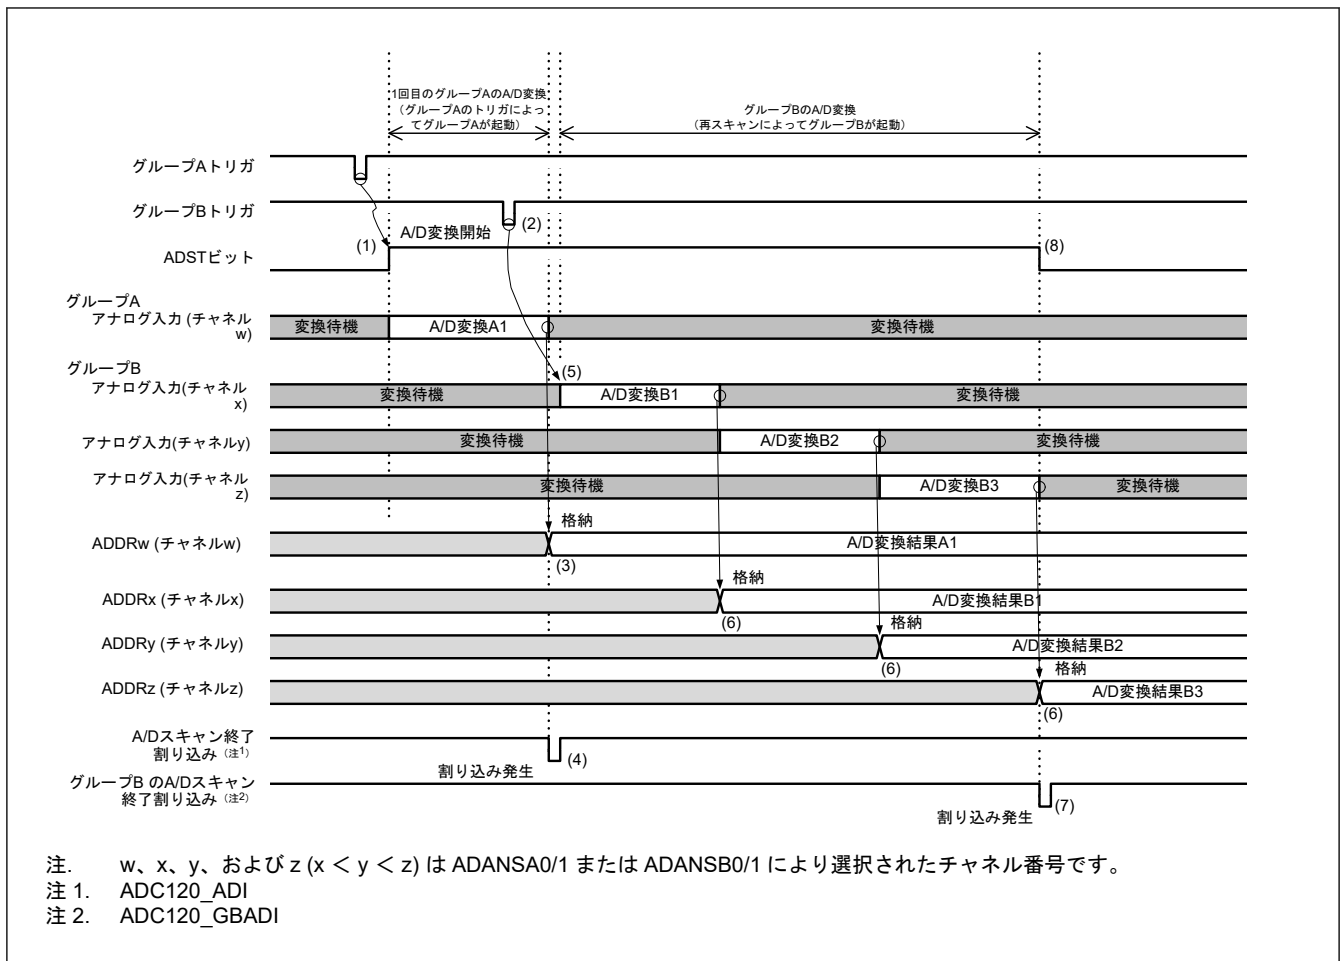 1回目のグループAのA/D変換
（グループAのトリガによっ
てグループAが起動）
グループBのA/D変換
（再スキャンによってグループBが起動）
グループAトリガ
グループBトリガ
(2)
A/D変換開始
(1)
(8)
ADSTビット
グループA
アナログ入力 (チャネル
w)
変換待機
A/D変換A1
変換待機
グループB
アナログ入力(チャネル
x)
(5)
変換待機
A/D変換B1
変換待機
アナログ入力(チャネルy)
変換待機
A/D変換B2
変換待機
アナログ入力(チャネル
z)
変換待機
A/D変換B3
変換待機
格納
ADDRw (チャネルw)
A/D変換結果A1
(3)
格納
ADDRx (チャネルx)
A/D変換結果B1
(6)
格納
ADDRy (チャネルy)
A/D変換結果B2
(6)
格納
ADDRz (チャネルz)
A/D変換結果B3
(6)
A/Dスキャン終了
割り込み（注1）
(4)
割り込み発生
グループB のA/Dスキャン
終了割り込み（注2）
(7)
割り込み発生
注. w、x、y、および z (x ＜ y ＜ z) は ADANSA0/1 または ADANSB0/1 により選択されたチャネル番号です。
注 1. ADC120_ADI
注 2. ADC120_GBADI